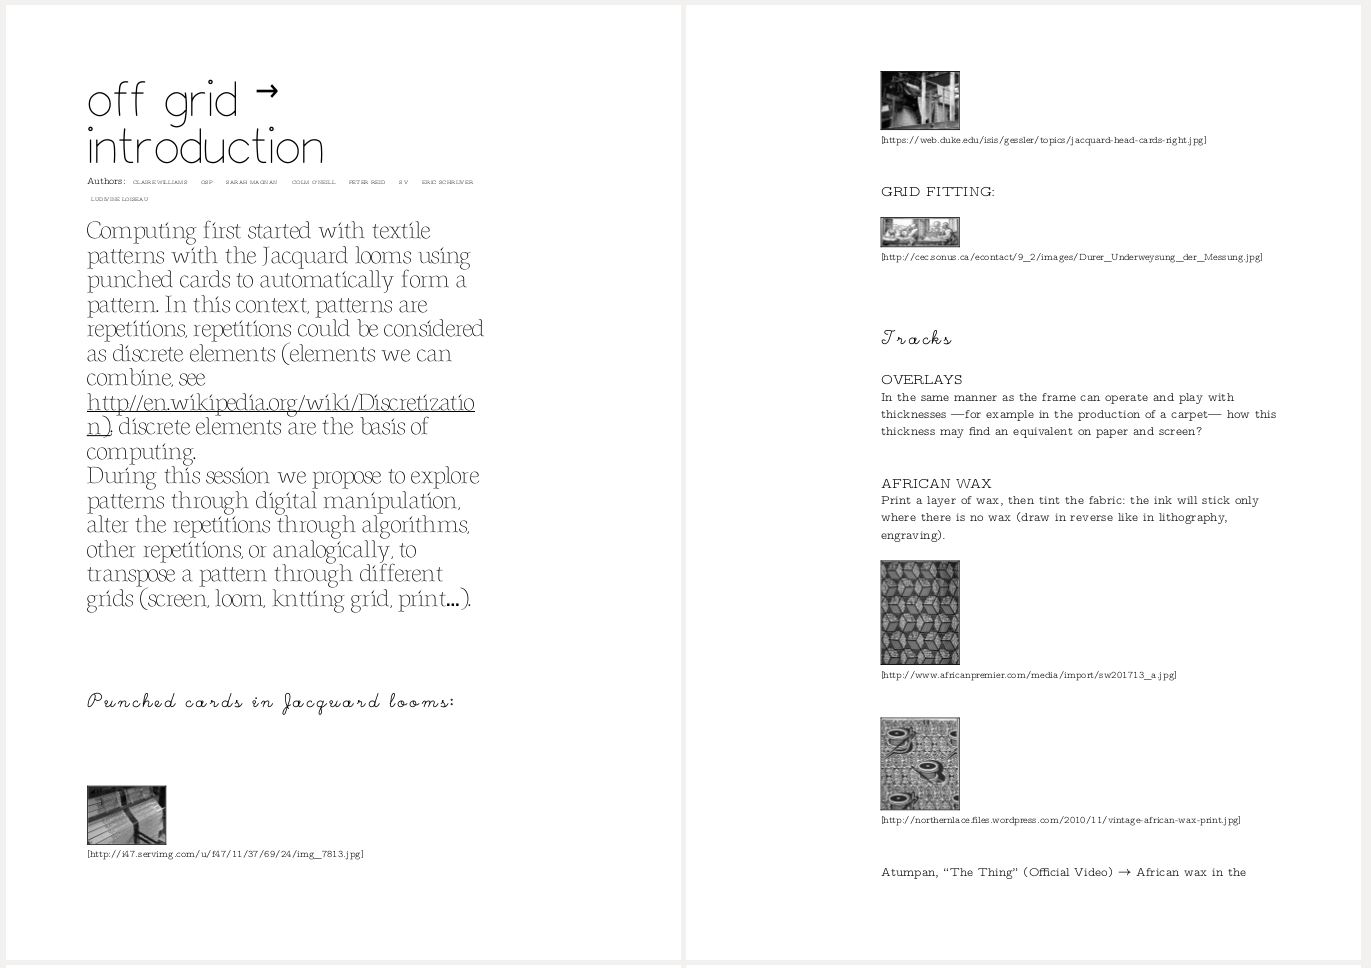 off grid →
introduction
Authors: CLAIRE WILLIAMS OSP SARAH MAGNAN COLM O'NEILL PETER REID S V ERIC SCHRIJVER
LUDIVINE LOISEAU
Computing first started with textile
patterns with the Jacquard looms using
punched cards to automatically form a
pattern. In this context, patterns are
repetitions, repetitions could be considered
as discrete elements (elements we can
combine, see
http//en.wikipedia.org/wiki/Discretizatio
n ), discrete elements are the basis of
computing.
During this session we propose to explore
patterns through digital manipulation,
alter the repetitions through algorithms,
other repetitions, or analogically, to
transpose a pattern through different
grids (screen, loom, kntting grid, print...).
Punched cards in Jacquard looms:
[http://i47.servimg.com/u/f47/11/37/69/24/img_7813.jpg]
[https://web.duke.edu/isis/gessler/topics/jacquard-head-cards-right.jpg]
GRID FITTING:
[http://cec.sonus.ca/econtact/9_2/images/Durer_Underweysung_der_Messung.jpg]
Tracks
OVERLAYS
In the same manner as the frame can operate and play with
thicknesses —for example in the production of a carpet— how this
thickness may find an equivalent on paper and screen?
AFRICAN WAX
Print a layer of wax, then tint the fabric: the ink will stick only
where there is no wax (draw in reverse like in lithography,
engraving).
[http://www.africanpremier.com/media/import/sw201713_a.jpg]
[http://northernlace.files.wordpress.com/2010/11/vintage-african-wax-print.jpg]
Atumpan, “The Thing” (Official Video) → African wax in the